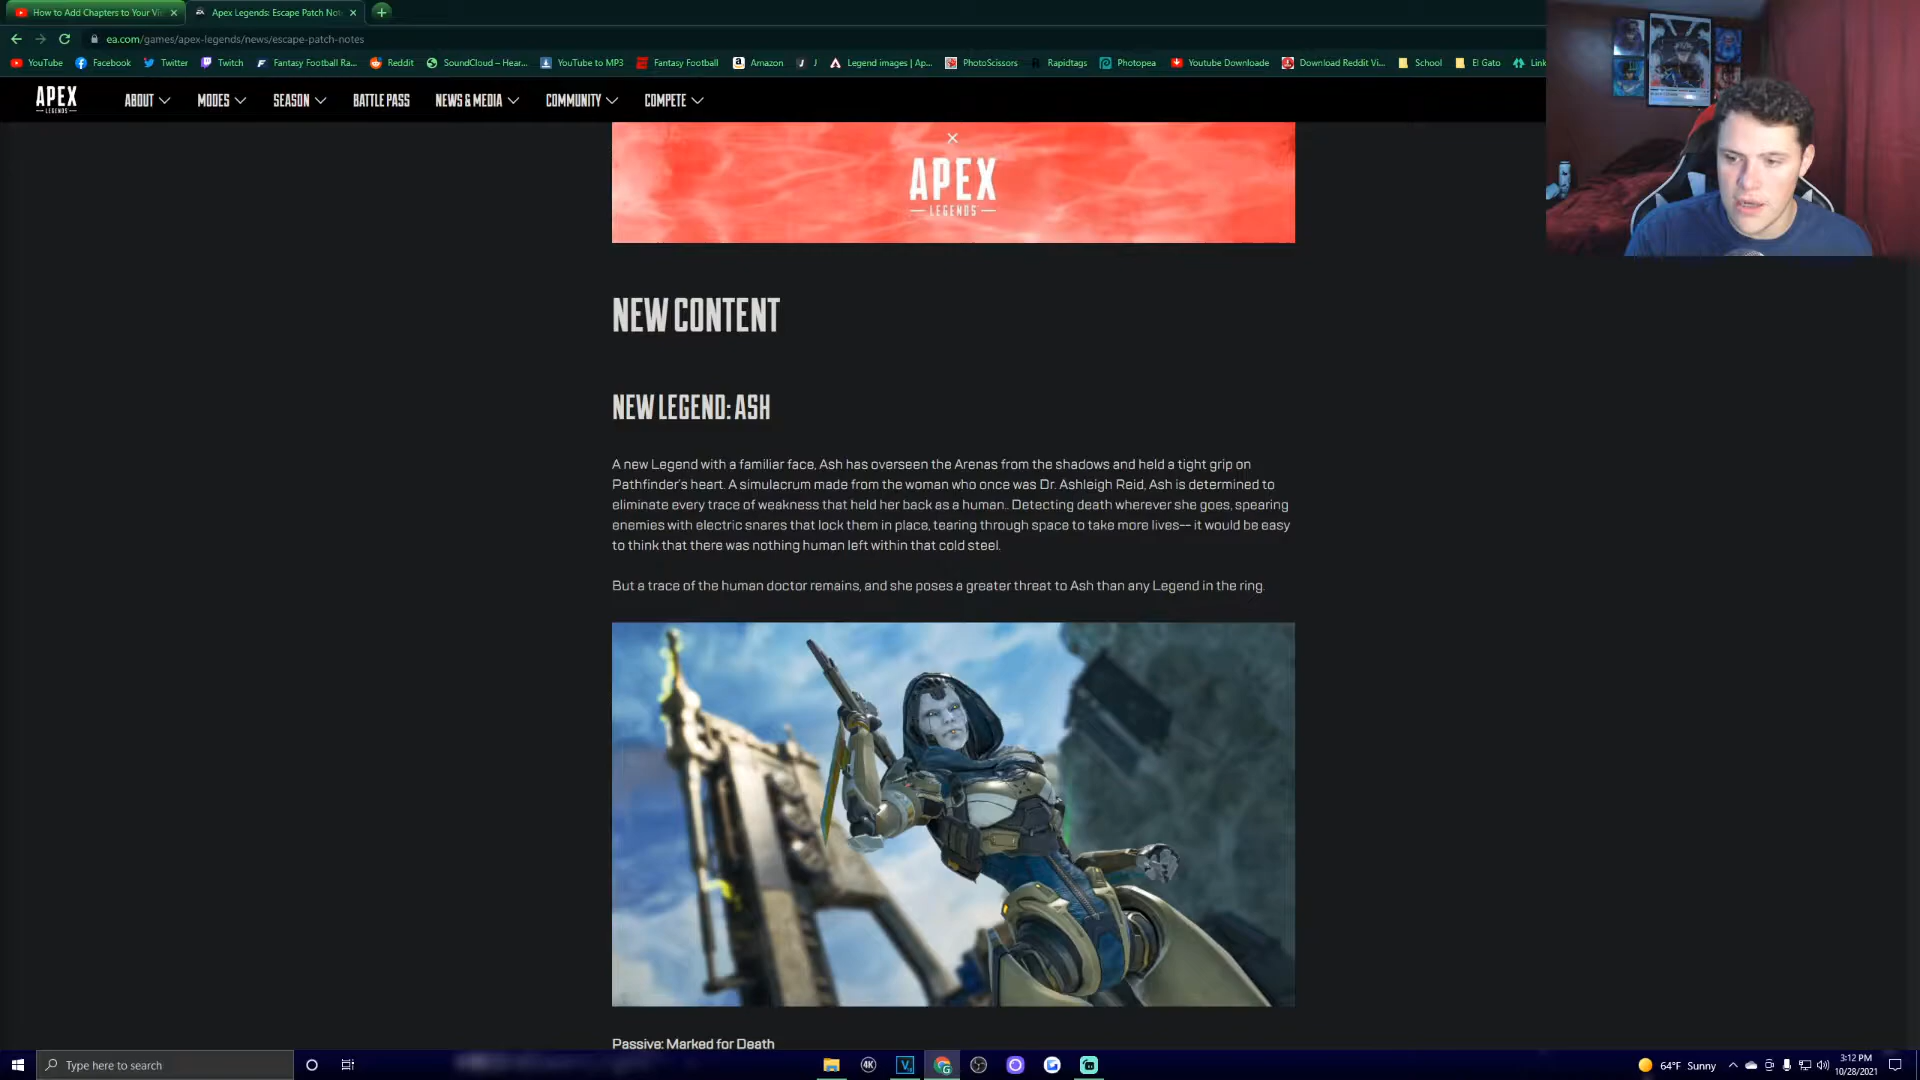 How to Add Chapters to Your Vi
Apex Legends: Escape Patch Not
ea.com/games/apex-legends/news/escape-patch-notes
YouTube
Facebook
Twitter
Twitch
Fantasy Football Ra...
Reddit
SoundCloud – Hear...
YouTube to MP3
Fantasy Football
Amazon
J
Legend images | Ap...
PhotoScissors
Rapidtags
Photopea
Youtube Downloade
Download Reddit Vi...
School
El Gato
Link
APEX
LEGENDS
ABOUT
MODES
SEASON
BATTLE PASS
NEWS & MEDIA
COMMUNITY
COMPETE
APEX
LEGENDS
NEW CONTENT
NEW LEGEND: ASH
A new Legend with a familiar face, Ash has overseen the Arenas from the shadows and held a tight grip on
Pathfinder's heart. A simulacrum made from the woman who once was Dr. Ashleigh Reid, Ash is determined to
eliminate every trace of weakness that held her back as a human.. Detecting death wherever she goes, spearing
enemies with electric snares that lock them in place, tearing through space to take more lives-- it would be easy
to think that there was nothing human left within that cold steel.
But a trace of the human doctor remains, and she poses a greater threat to Ash than any Legend in the ring.
Passive: Marked for Death
Type here to search
4K
V
64°F Sunny
3:12 PM
10/28/2021